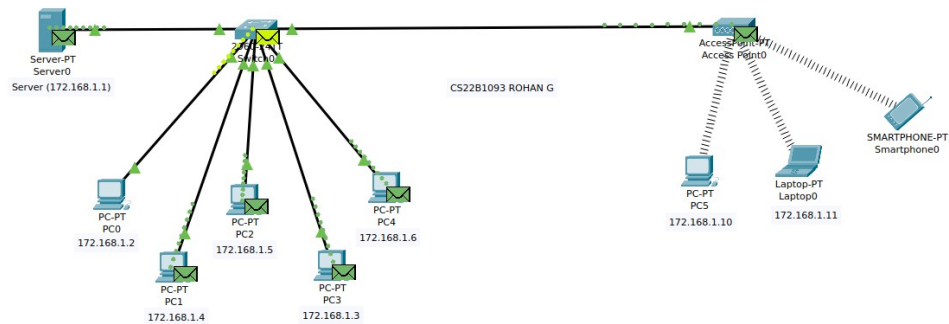 Server-PT
Server0
Server (172.168.1.1)
Switch0
CS22B1093 ROHAN G
AccessPoint-PT
Access Point0
SMARTPHONE-PT
Smartphone0
PC-PT
PC0
172.168.1.2
PC-PT
PC1
172.168.1.4
PC-PT
PC2
172.168.1.5
PC-PT
PC3
172.168.1.3
PC-PT
PC4
172.168.1.6
PC-PT
PC5
172.168.1.10
Laptop-PT
Laptop0
172.168.1.11